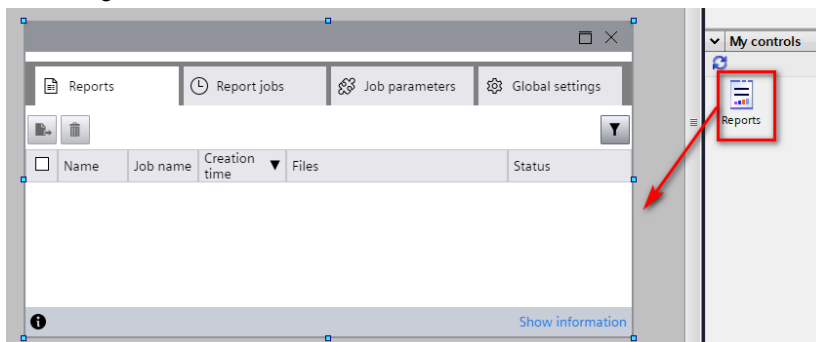 My controls
Reports Report jobs Job parameters Global settings
Reports
Name Job name Creation time Files Status
Show information